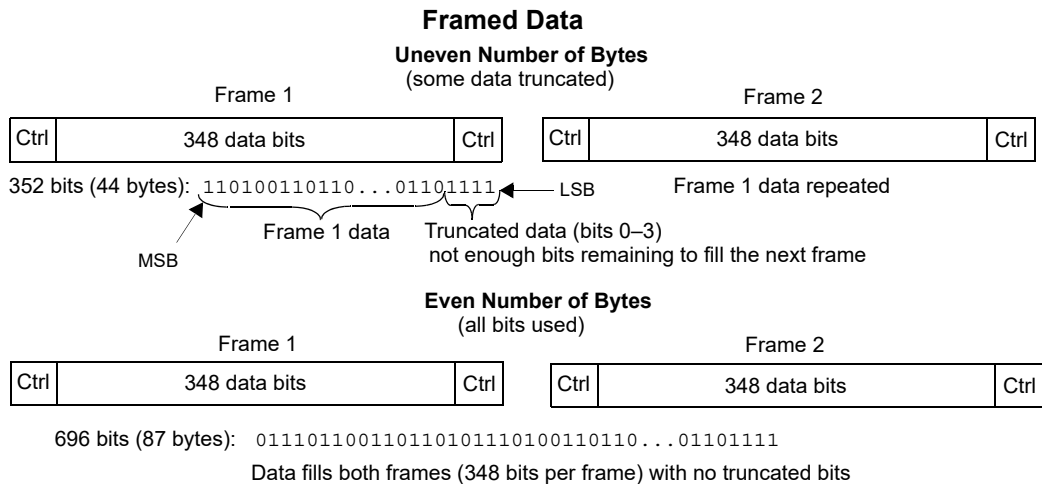 Framed Data
Uneven Number of Bytes
(some data truncated)
Frame 1
Frame 2
Ctrl 348 data bits Ctrl
Ctrl 348 data bits Ctrl
352 bits (44 bytes): 110100110110...01101111
LSB
Frame 1 data repeated
MSB
Frame 1 data
Truncated data (bits 0–3)
not enough bits remaining to fill the next frame
Even Number of Bytes
(all bits used)
Frame 1
Frame 2
Ctrl 348 data bits Ctrl
Ctrl 348 data bits Ctrl
696 bits (87 bytes): 011101100110110101110100110110...01101111
Data fills both frames (348 bits per frame) with no truncated bits